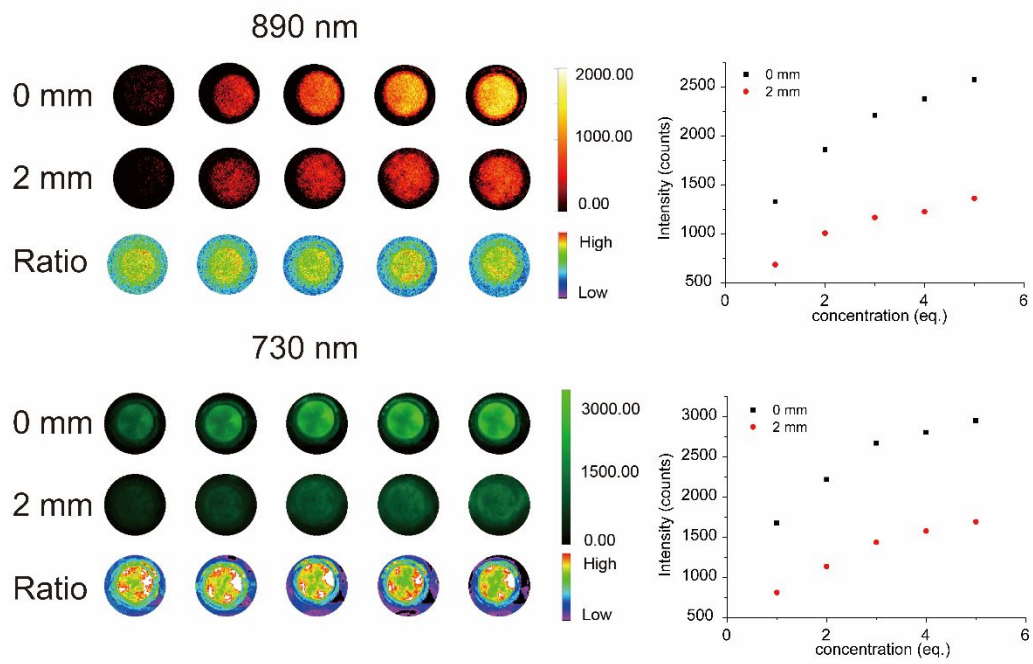 890 nm
0 mm
2 mm
Ratio
2000.00
1000.00
0.00
High
Low
2500
2000
1500
1000
500
0 mm
2 mm
Intensity (counts)
0 2 4 6
concentration (eq.)
730 nm
0 mm
2 mm
Ratio
3000.00
1500.00
0.00
High
Low
3000
2500
2000
1500
1000
500
0 mm
2 mm
Intensity (counts)
0 2 4 6
concentration (eq.)